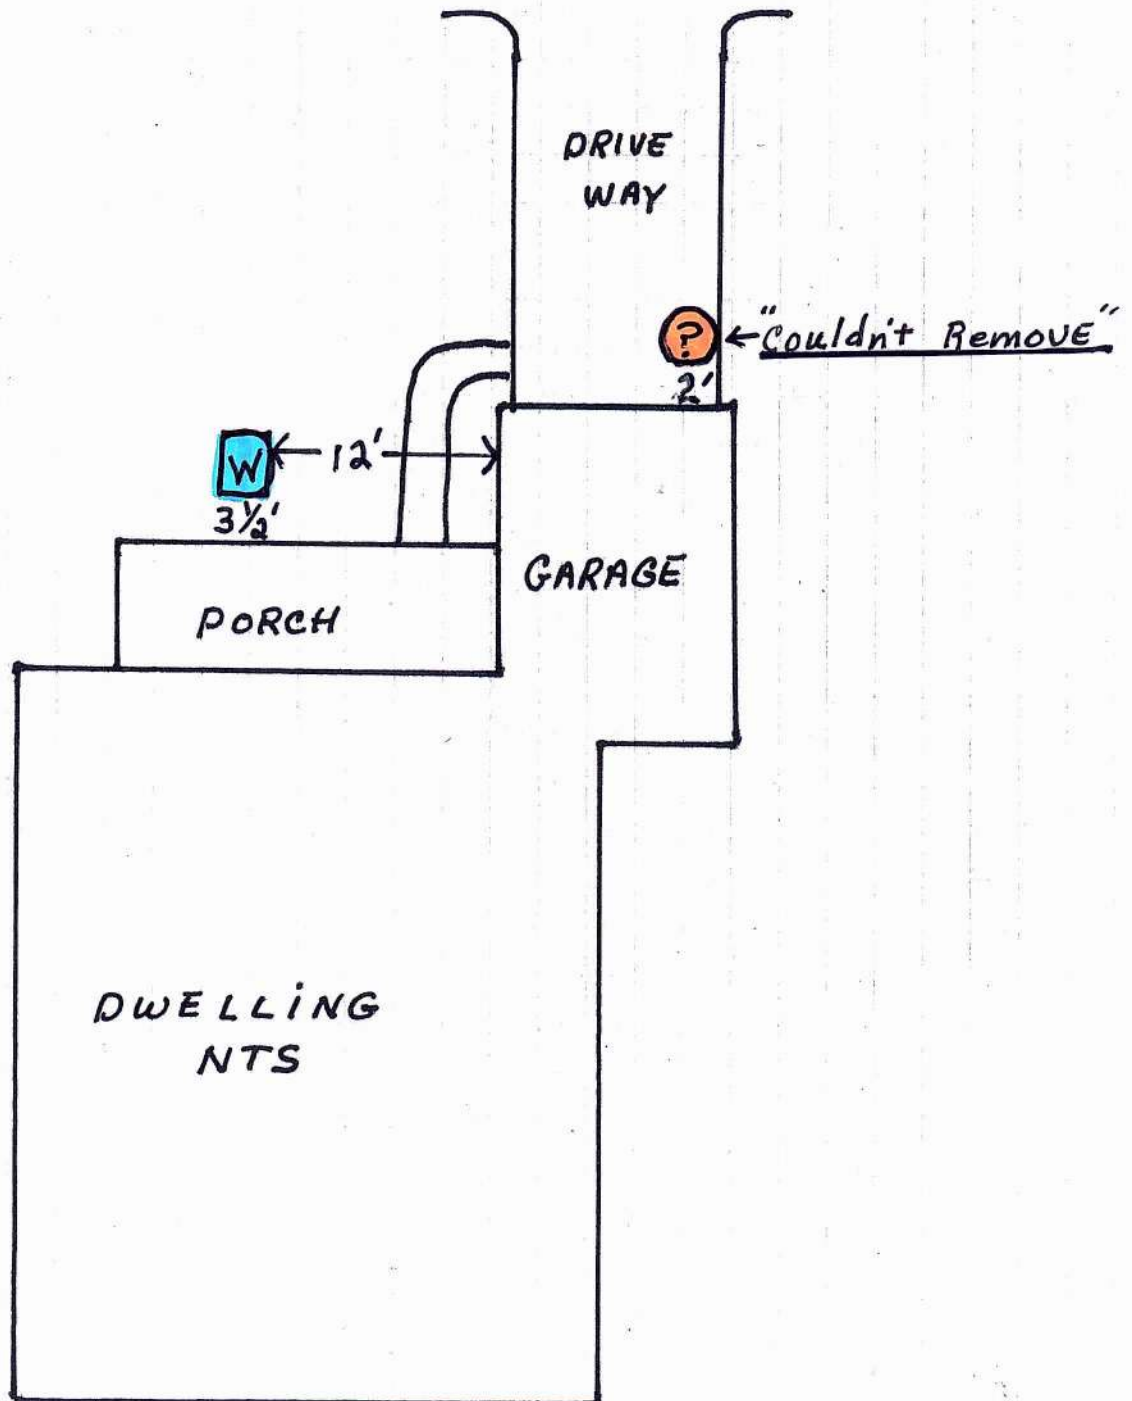 DRIVE
WAY
?
"Couldn't Remove"
2'
W
12'
3½'
GARAGE
PORCH
DWELLING
NTS